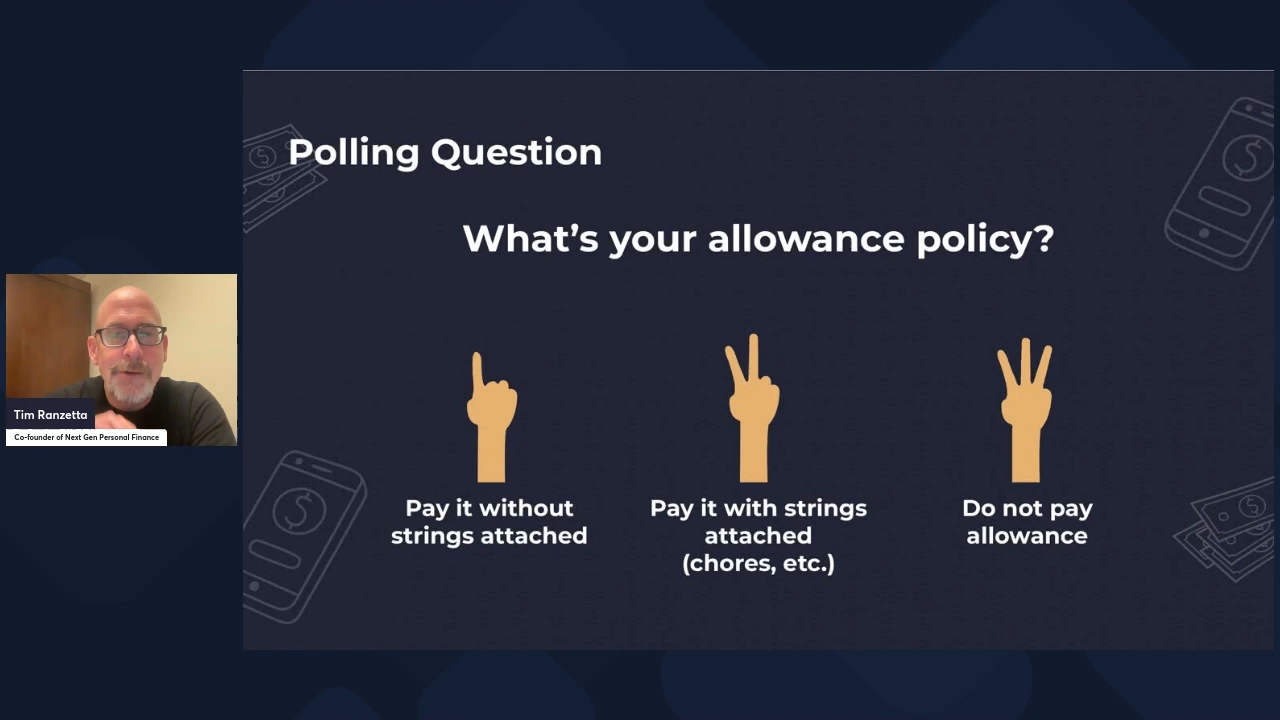 Polling Question
What's your allowance policy?
Pay it without
strings attached
Pay it with strings
attached
(chores, etc.)
Do not pay
allowance
Tim Ranzetta
Co-founder of Next Gen Personal Finance